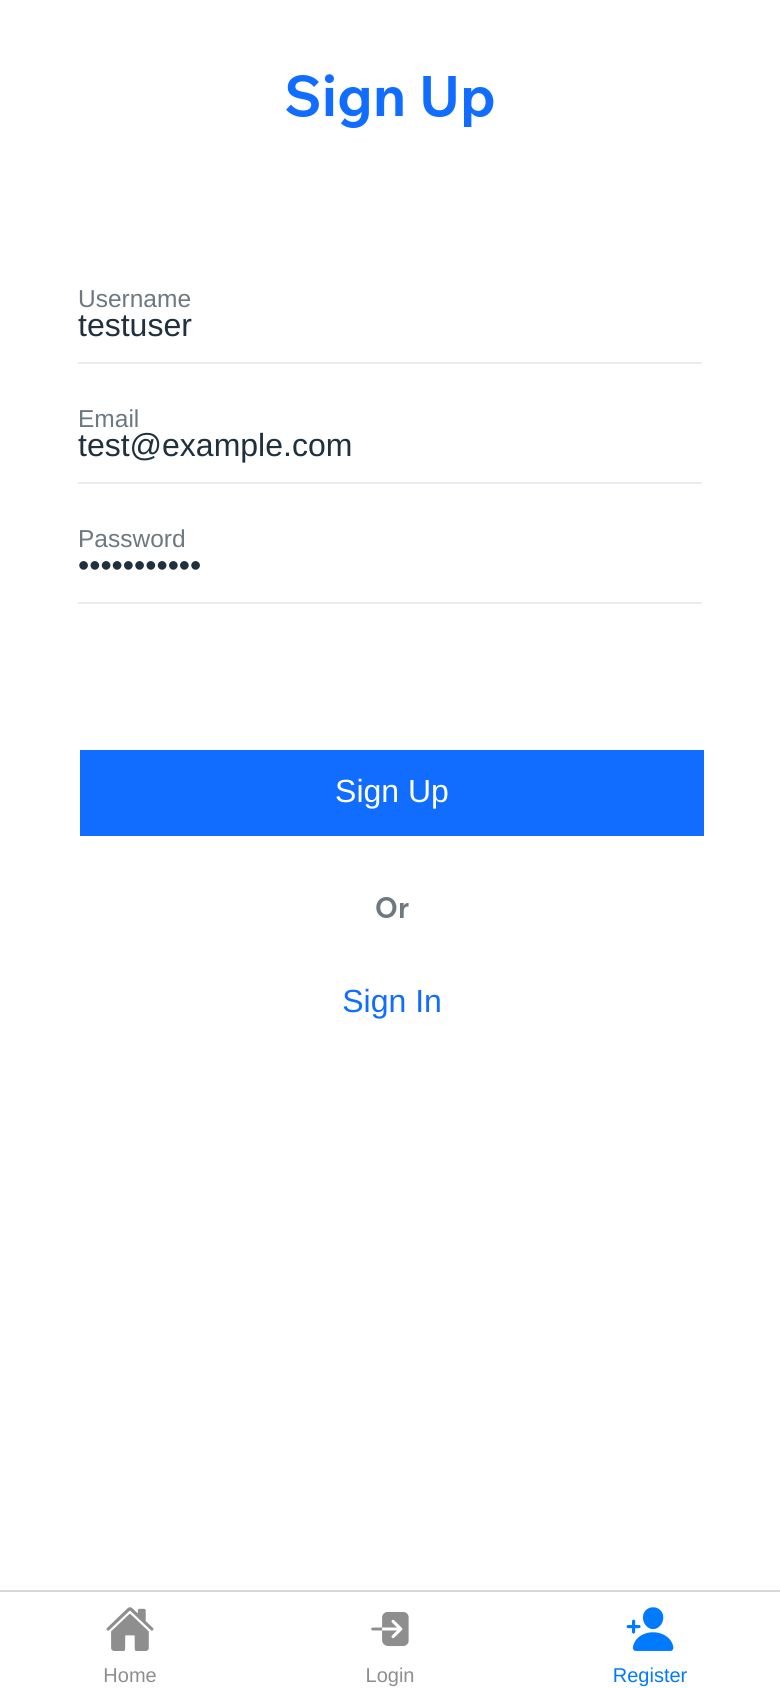 Sign Up
Username
testuser
Email
test@example.com
Password
•••••••••••
Sign Up
Or
Sign In
Home
Login
Register